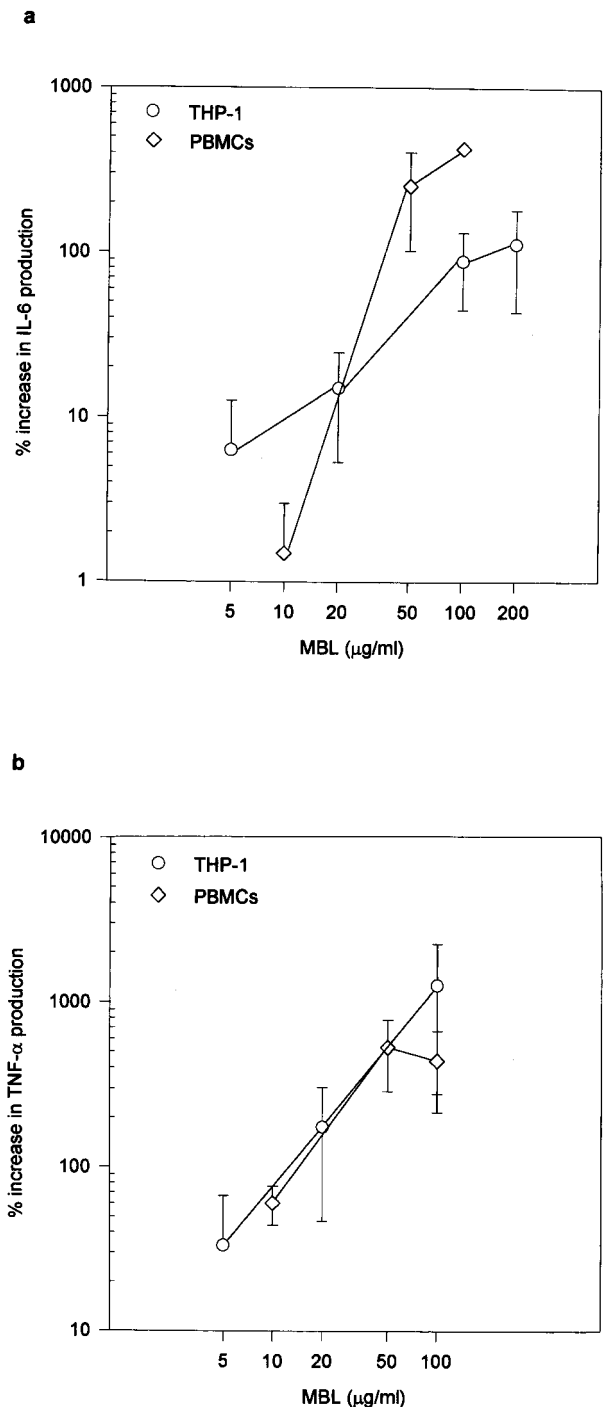 a
1000
THP-1
PBMCs
100
10
1
% increase in IL-6 production
5 10 20 50 100 200
MBL (μg/ml)
b
10000
THP-1
PBMCs
1000
100
10
% increase in TNF-α production
5 10 20 50 100
MBL (μg/ml)